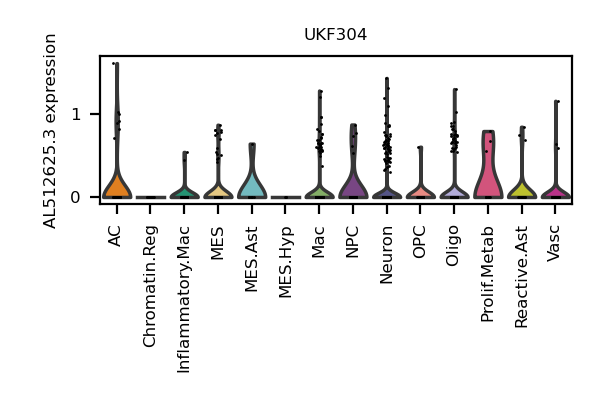 UKF304
AL512625.3 expression
1
0
AC
Chromatin.Reg
Inflammatory.Mac
MES
MES.Ast
MES.Hyp
Mac
NPC
Neuron
OPC
Oligo
Prolif.Metab
Reactive.Ast
Vasc